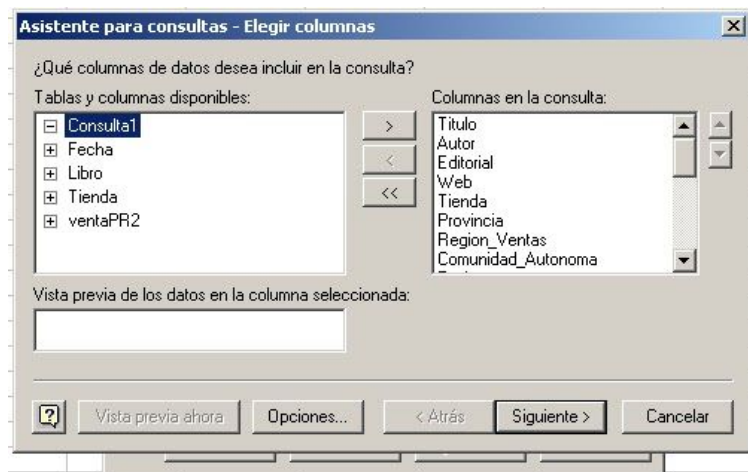 Asistente para consultas - Elegir columnas
¿Qué columnas de datos desea incluir en la consulta?
Tablas y columnas disponibles:
Columnas en la consulta:
Consulta1
Fecha
Libro
Tienda
ventaPR2
>
<
<<
Titulo
Autor
Editorial
Web
Tienda
Provincia
Region_Ventas
Comunidad_Autonoma
Vista previa de los datos en la columna seleccionada:
Vista previa ahora
Opciones...
< Atrás
Siguiente >
Cancelar